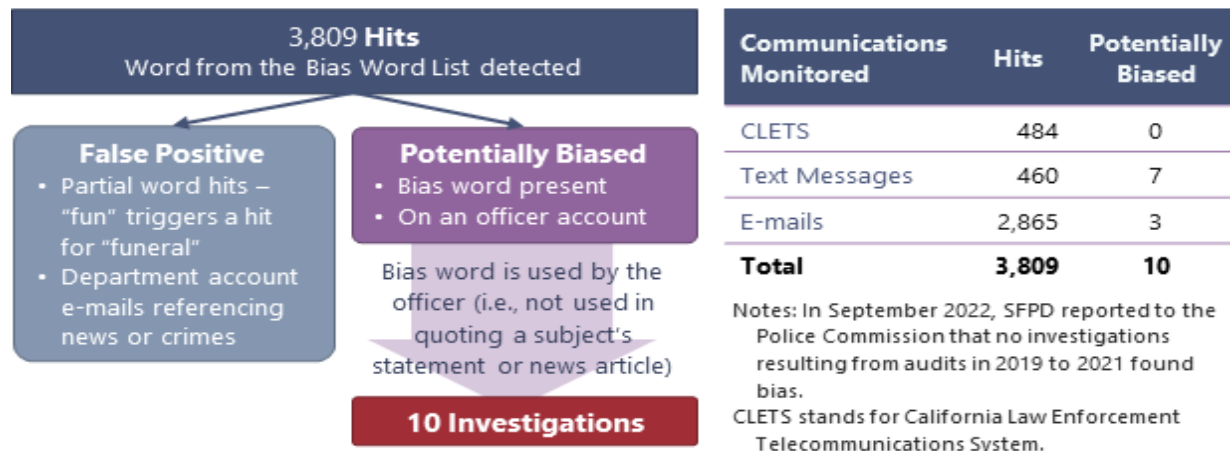 3,809 Hits
Word from the Bias Word List detected
False Positive
• Partial word hits –
“fun” triggers a hit
for “funeral”
• Department account
e-mails referencing
news or crimes
Potentially Biased
• Bias word present
• On an officer account
Bias word is used by the
officer (i.e., not used in
quoting a subject’s
statement or news article)
10 Investigations
Communications Monitored Hits Potentially Biased
CLETS 484 0
Text Messages 460 7
E-mails 2,865 3
Total 3,809 10
Notes: In September 2022, SFPD reported to the
Police Commission that no investigations
resulting from audits in 2019 to 2021 found
bias.
CLETS stands for California Law Enforcement
Telecommunications System.